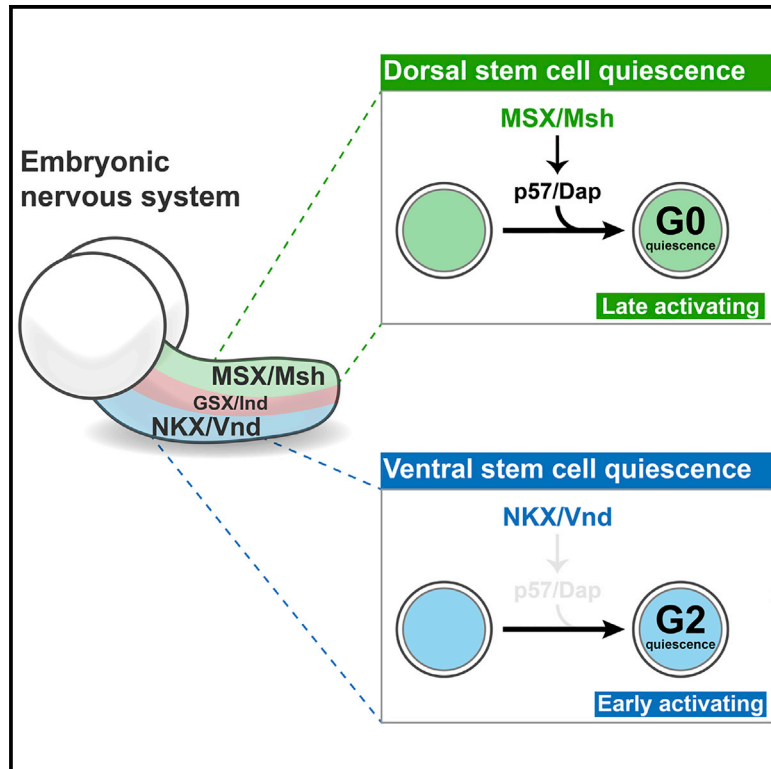 Embryonic
nervous system
MSX/Msh
GSX/Ind
NKX/Vnd
Dorsal stem cell quiescence
MSX/Msh
p57/Dap
G0
quiescence
Late activating
Ventral stem cell quiescence
NKX/Vnd
p57/Dap
G2
quiescence
Early activating